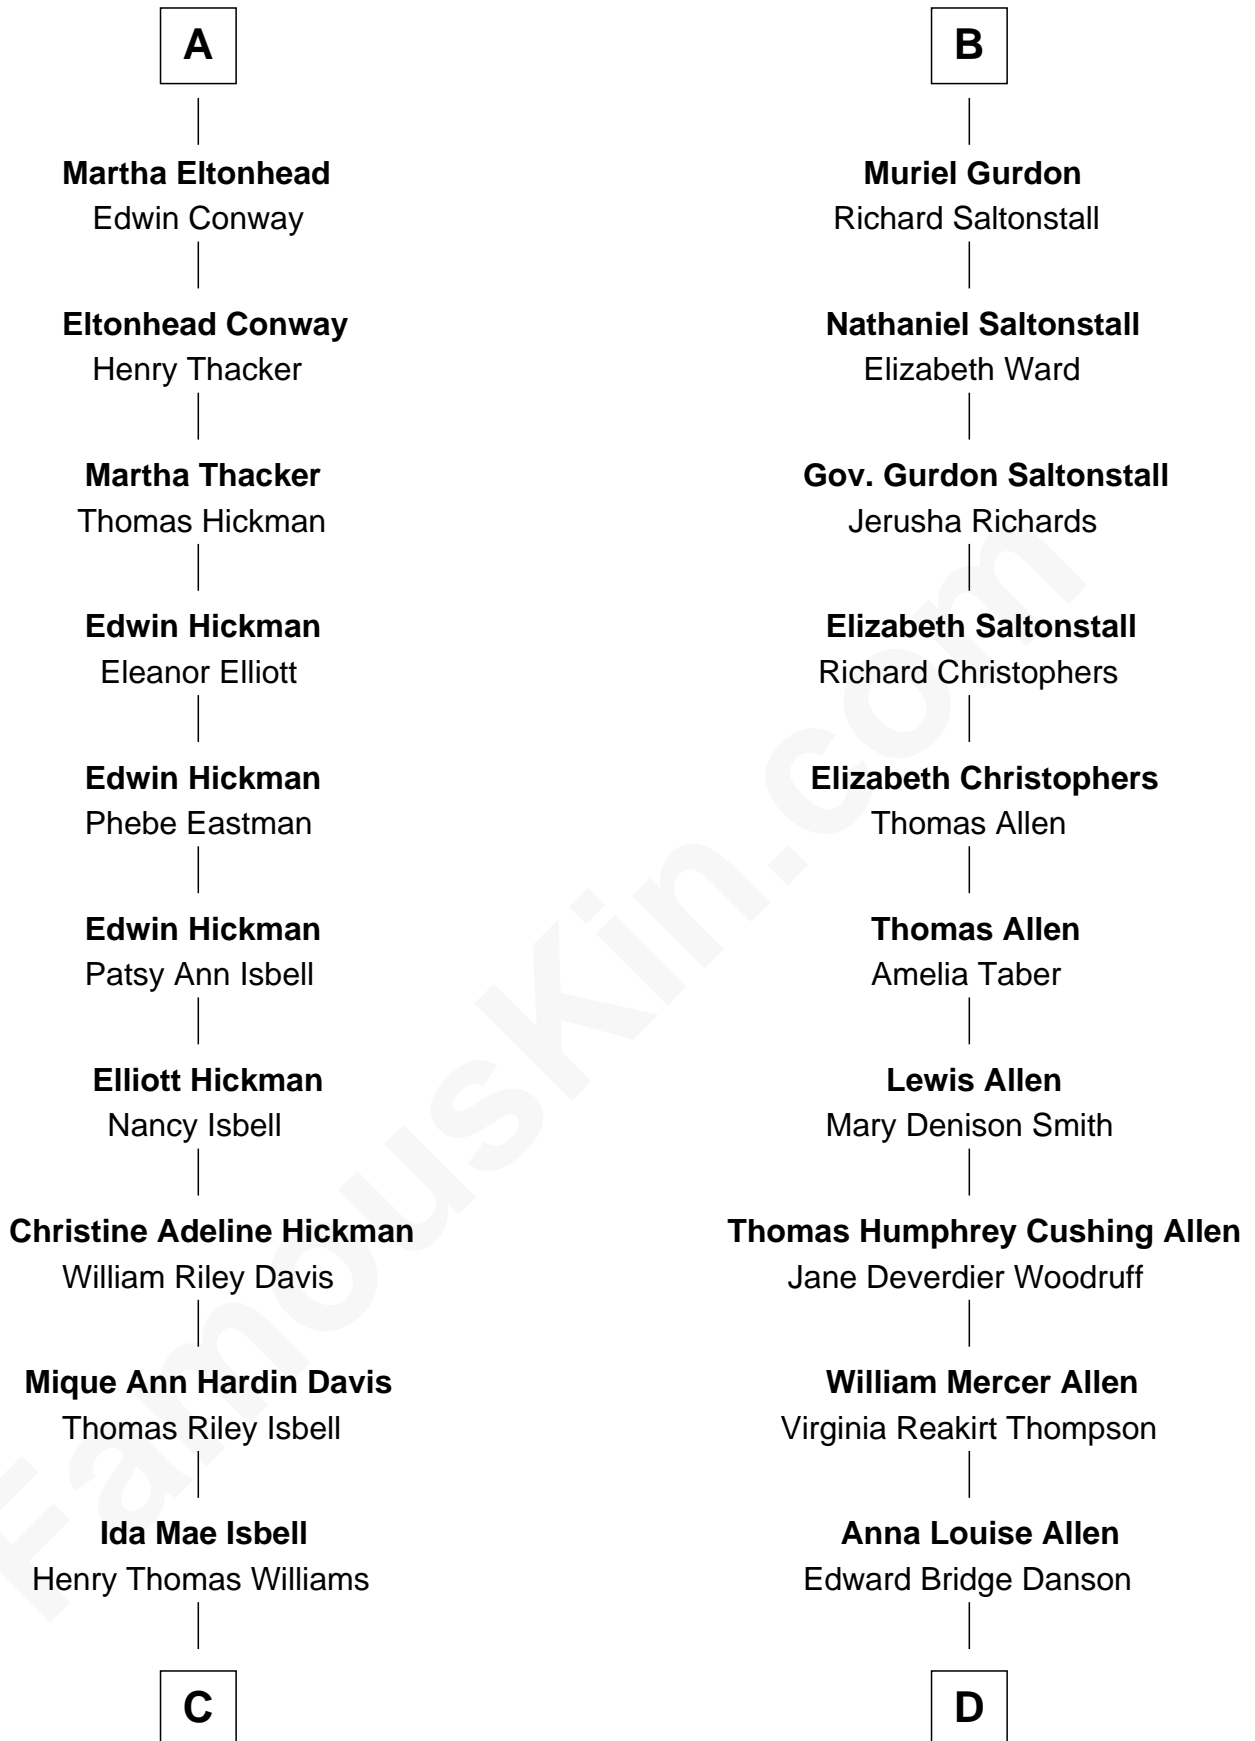 A
Martha Eltonhead
Edwin Conway
Eltonhead Conway
Henry Thacker
Martha Thacker
Thomas Hickman
Edwin Hickman
Eleanor Elliott
Edwin Hickman
Phebe Eastman
Edwin Hickman
Patsy Ann Isbell
Elliott Hickman
Nancy Isbell
Christine Adeline Hickman
William Riley Davis
Mique Ann Hardin Davis
Thomas Riley Isbell
Ida Mae Isbell
Henry Thomas Williams
C
B
Muriel Gurdon
Richard Saltonstall
Nathaniel Saltonstall
Elizabeth Ward
Gov. Gurdon Saltonstall
Jerusha Richards
Elizabeth Saltonstall
Richard Christophers
Elizabeth Christophers
Thomas Allen
Thomas Allen
Amelia Taber
Lewis Allen
Mary Denison Smith
Thomas Humphrey Cushing Allen
Jane Deverdier Woodruff
William Mercer Allen
Virginia Reakirt Thompson
Anna Louise Allen
Edward Bridge Danson
D
FamousKin.com